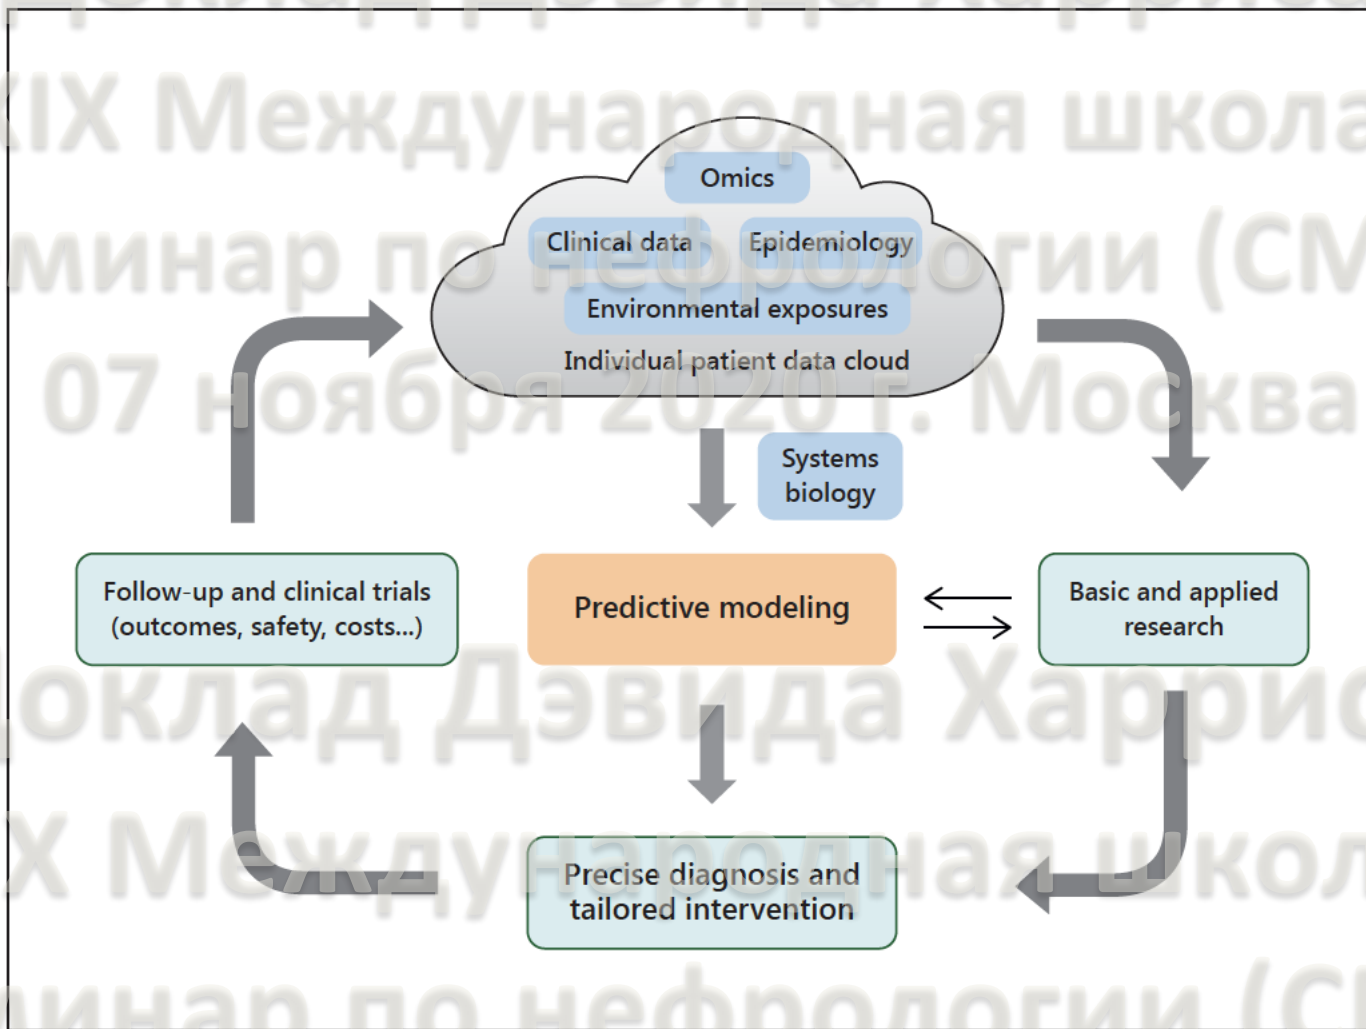 XIX Международная школа
минар по нефрологии (СМ
07 ноября 2020 г. Москва
Omics
Clinical data Epidemiology
Environmental exposures
Individual patient data cloud
Systems
biology
Follow-up and clinical trials
(outcomes, safety, costs...)
Predictive modeling
Basic and applied
research
оклад Дэвида Харрис
X Международная школ
Precise diagnosis and
tailored intervention
минар по нефрологии (С